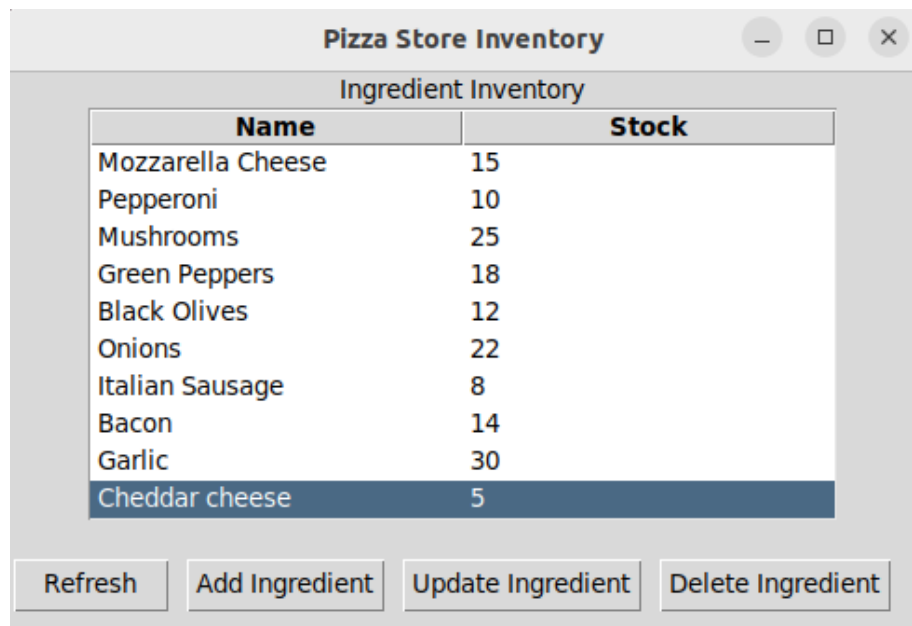 Pizza Store Inventory
Ingredient Inventory
Name Stock
Mozzarella Cheese 15
Pepperoni 10
Mushrooms 25
Green Peppers 18
Black Olives 12
Onions 22
Italian Sausage 8
Bacon 14
Garlic 30
Cheddar cheese 5
Refresh Add Ingredient Update Ingredient Delete Ingredient